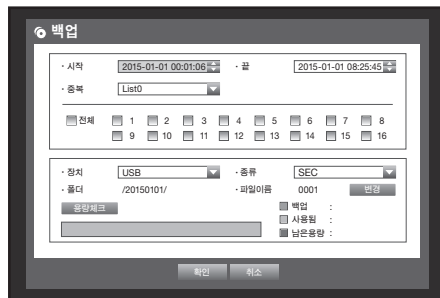 백업
· 시작 2015-01-01 00:01:06 · 끝 2015-01-01 08:25:45
· 중복 List0
전체 1 2 3 4 5 6 7 8
9 10 11 12 13 14 15 16
· 장치 USB · 종류 SEC
· 폴더 /20150101/ · 파일이름 0001 변경
용량체크 백업 :
사용됨 :
남은용량 :
확인 취소